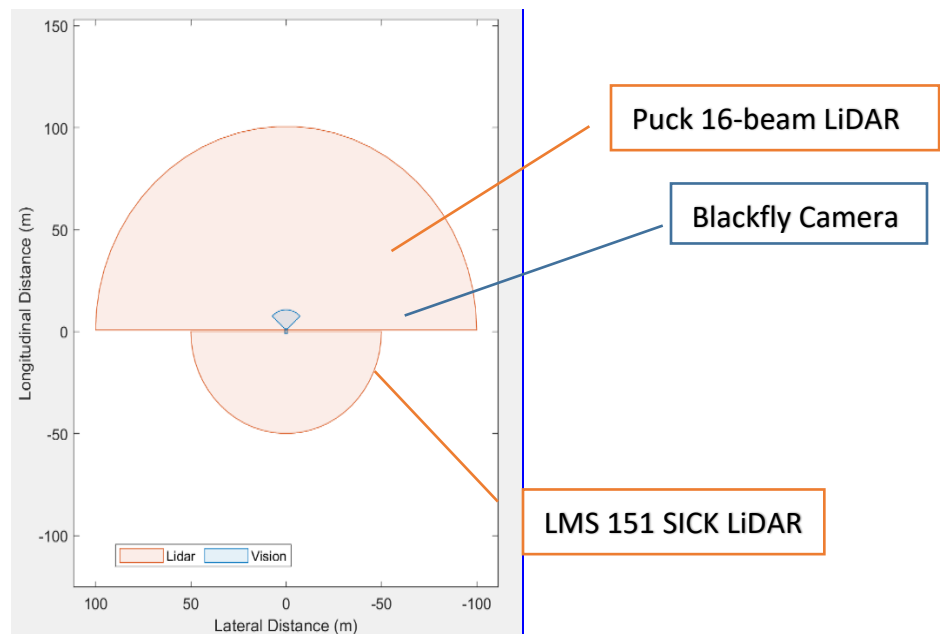 150
100
50
0
-50
-100
Longitudinal Distance (m)
Puck 16-beam LiDAR
Blackfly Camera
LMS 151 SICK LiDAR
Lidar Vision
100 50 0 -50 -100
Lateral Distance (m)